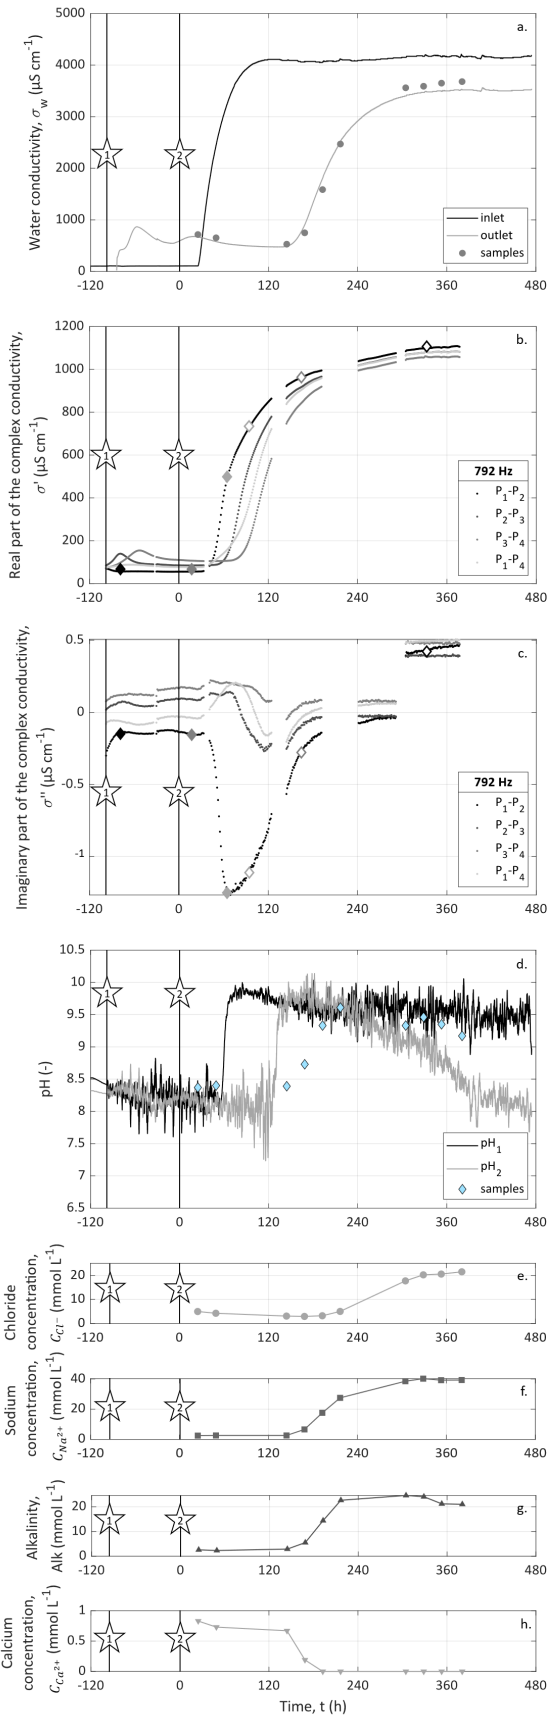 a.
Water conductivity, σw (µS cm-1)
5000
4000
3000
2000
1000
0
1
2
inlet
outlet
samples
-120 0 120 240 360 480
b.
Real part of the complex conductivity,
σ' (µS cm-1)
1200
1000
800
600
400
200
0
1
2
792 Hz
P1-P2
P2-P3
P3-P4
P1-P4
-120 0 120 240 360 480
c.
Imaginary part of the complex conductivity,
σ'' (µS cm-1)
0.5
0
-0.5
-1
1
2
792 Hz
P1-P2
P2-P3
P3-P4
P1-P4
-120 0 120 240 360 480
d.
pH (-)
10.5
10
9.5
9
8.5
8
7.5
7
6.5
1
2
pH1
pH2
samples
-120 0 120 240 360 480
e.
Chloride
concentration,
CCl− (mmol L-1)
20
10
0
1
2
-120 0 120 240 360 480
f.
Sodium
concentration,
CNa2+ (mmol L-1)
40
20
0
1
2
-120 0 120 240 360 480
g.
Alkalinity,
Alk (mmol L-1)
20
10
0
1
2
-120 0 120 240 360 480
h.
Calcium
concentration,
CCa2+ (mmol L-1)
1
0.5
0
1
2
-120 0 120 240 360 480
Time, t (h)